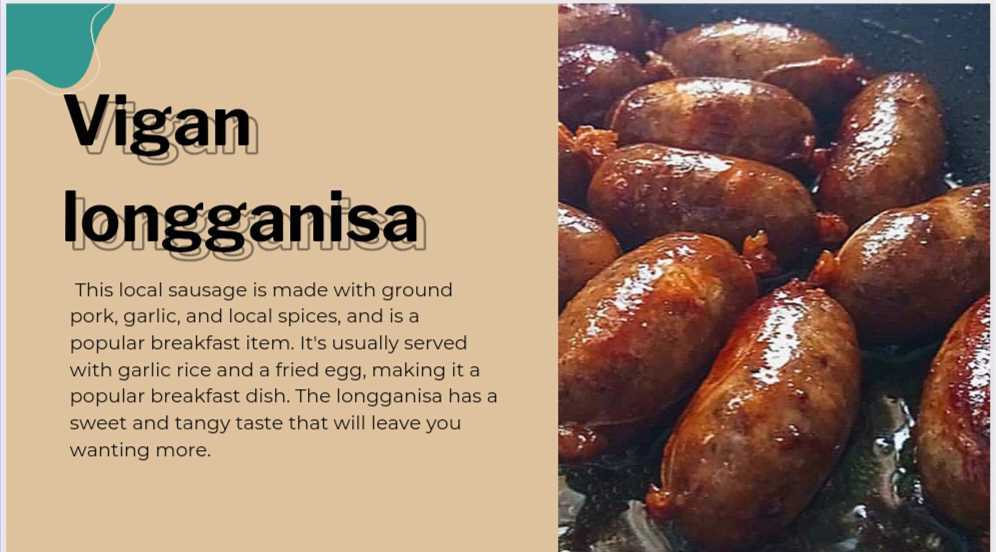 Vigan
longganisa
This local sausage is made with ground
pork, garlic, and local spices, and is a
popular breakfast item. It's usually served
with garlic rice and a fried egg, making it a
popular breakfast dish. The longganisa has a
sweet and tangy taste that will leave you
wanting more.